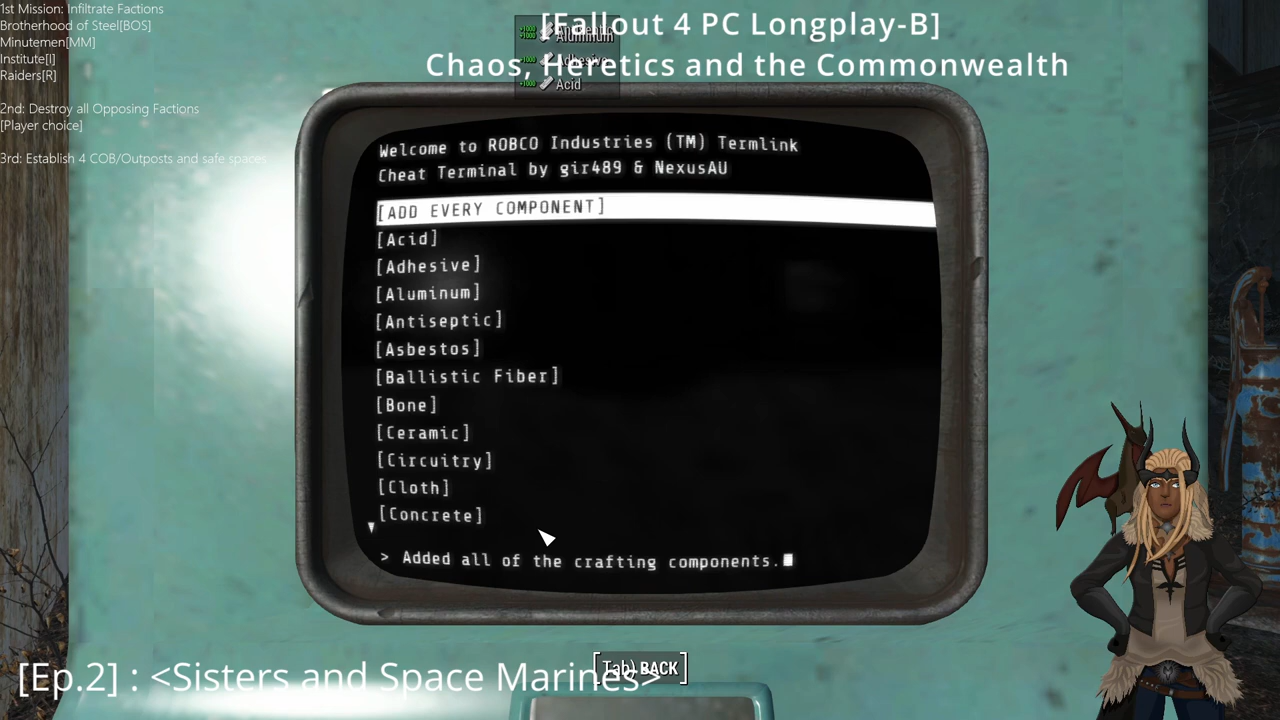 1st Mission: Infiltrate Factions
Brotherhood of Steel[BOS]
Minutemen[MM]
Institute[I]
Raiders[R]
2nd: Destroy all Opposing Factions
[Player choice]
3rd: Establish 4 COB/Outposts and safe spaces
[Fallout 4 PC Longplay-B]
Chaos, Heretics and the Commonwealth
Aluminum
Adhesive
Acid
Welcome to ROBCO Industries (TM) Termlink
Cheat Terminal by gir489 & NexusAU
[ADD EVERY COMPONENT]
[Acid]
[Adhesive]
[Aluminum]
[Antiseptic]
[Asbestos]
[Ballistic Fiber]
[Bone]
[Ceramic]
[Circuitry]
[Cloth]
[Concrete]
> Added all of the crafting components.
[Tab) BACK]
[Ep.2] : <Sisters and Space Marines>